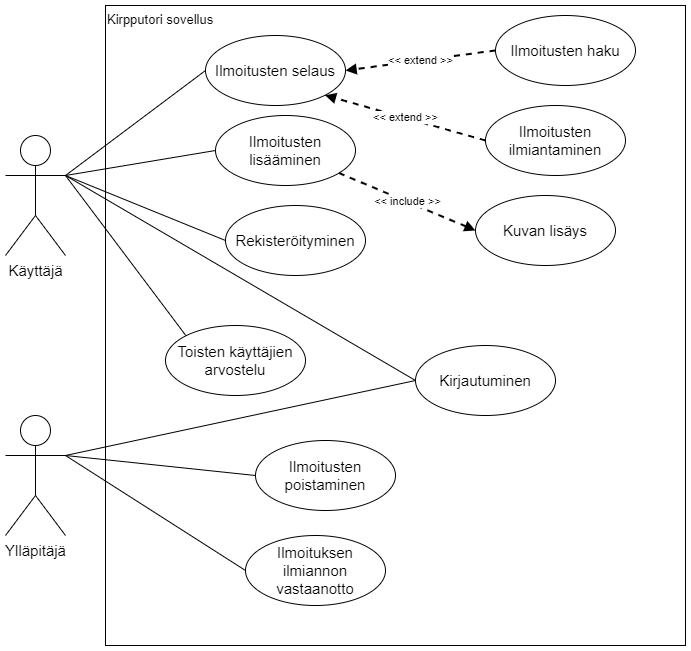 Kirpputori sovellus
Ilmoitusten selaus
<< extend >>
Ilmoitusten haku
<< extend >>
Ilmoitusten
ilmiantaminen
Ilmoitusten
lisääminen
<< include >>
Kuvan lisäys
Rekisteröityminen
Käyttäjä
Toisten käyttäjien
arvostelu
Kirjautuminen
Ilmoitusten
poistaminen
Ylläpitäjä
Ilmoituksen
ilmiannon
vastaanotto